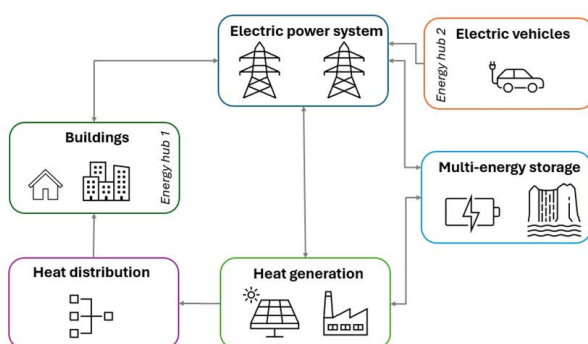 Electric power system
Energy hub 2
Electric vehicles
Buildings
Energy hub 1
Multi-energy storage
Heat distribution
Heat generation